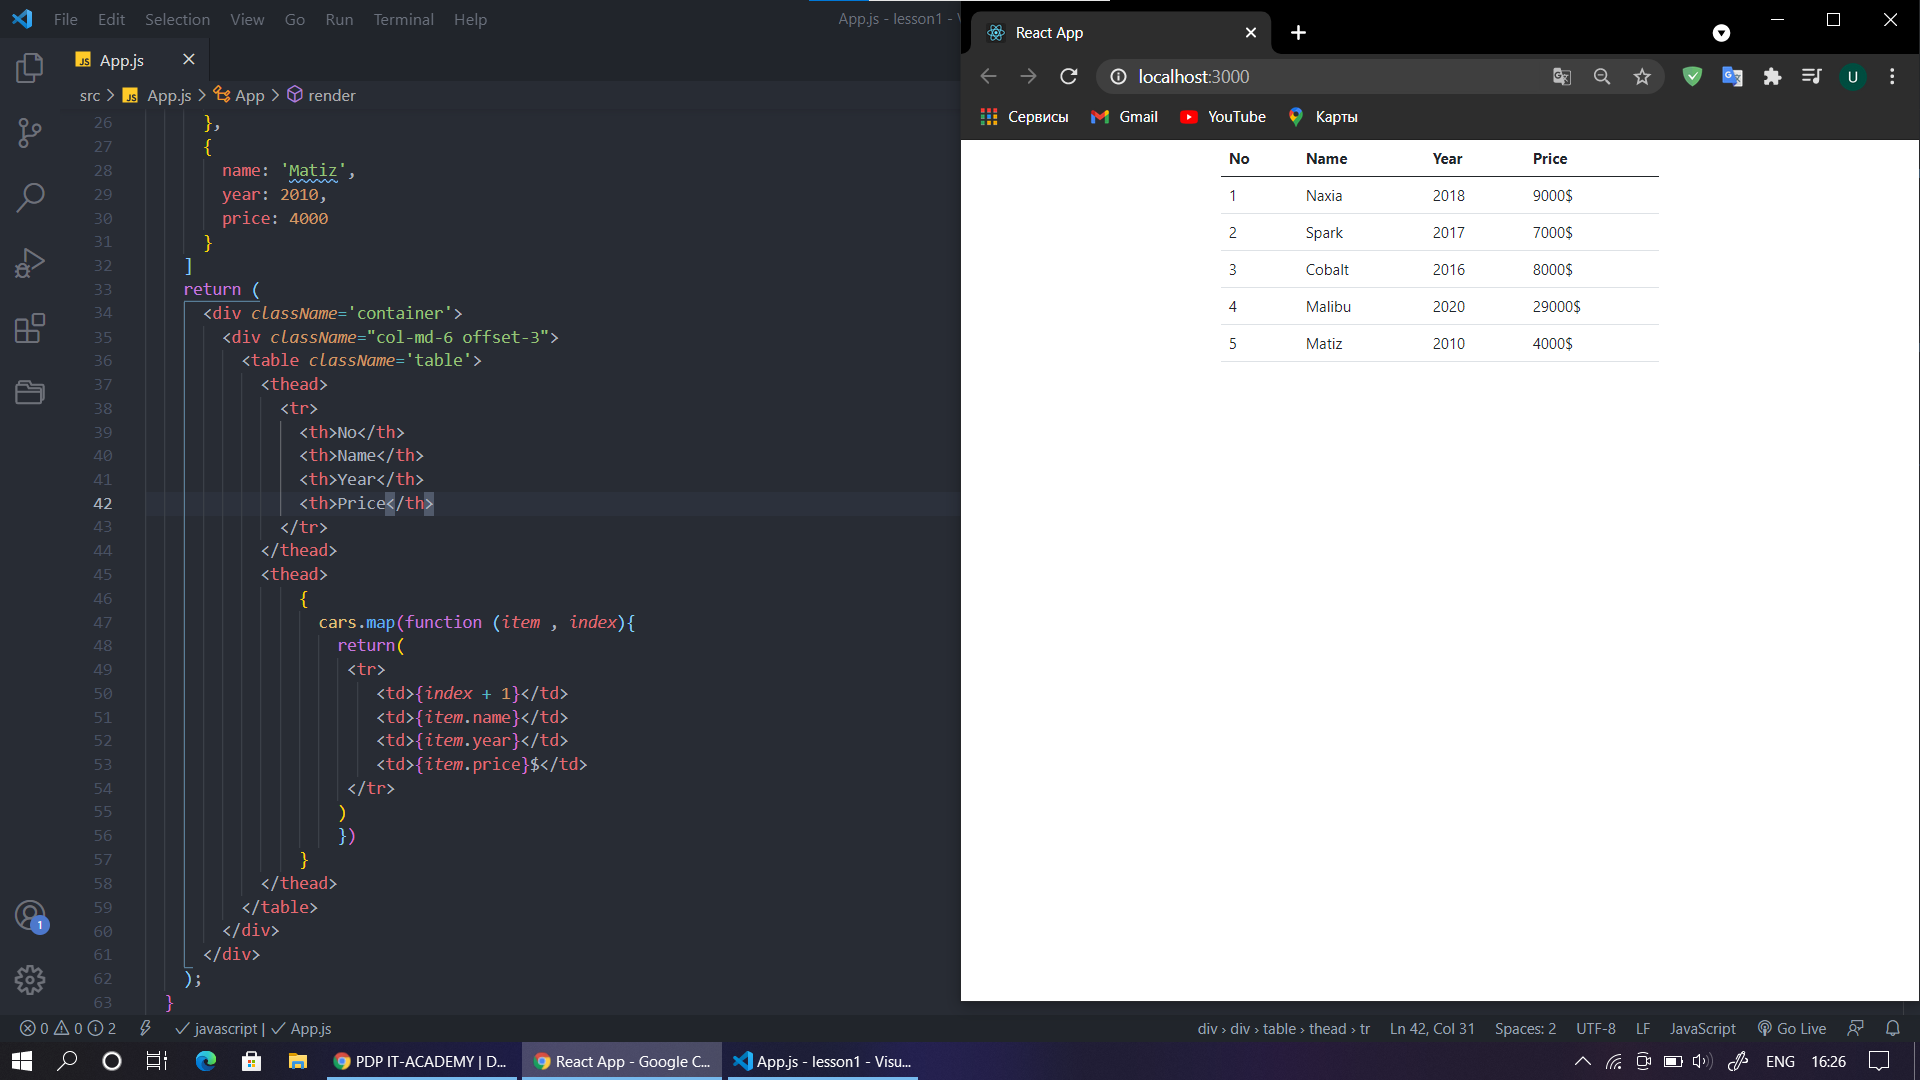 File Edit Selection View Go Run Terminal Help App.js - lesson1 - V
JS App.js
src > JS App.js > App > render
26 },
27 {
28 name: 'Matiz',
29 year: 2010,
30 price: 4000
31 }
32 ]
33 return (
34 <div className='container'>
35 <div className="col-md-6 offset-3">
36 <table className='table'>
37 <thead>
38 <tr>
39 <th>No</th>
40 <th>Name</th>
41 <th>Year</th>
42 <th>Price</th>
43 </tr>
44 </thead>
45 <thead>
46 {
47 cars.map(function (item , index){
48 return(
49 <tr>
50 <td>{index + 1}</td>
51 <td>{item.name}</td>
52 <td>{item.year}</td>
53 <td>{item.price}$</td>
54 </tr>
55 )
56 })
57 }
58 </thead>
59 </table>
60 </div>
61 </div>
62 );
63 }
1
React App
localhost:3000
U
Сервисы Gmail YouTube Карты
No Name Year Price
1 Naxia 2018 9000$
2 Spark 2017 7000$
3 Cobalt 2016 8000$
4 Malibu 2020 29000$
5 Matiz 2010 4000$
0 0 2 javascript | App.js div › div › table › thead › tr Ln 42, Col 31 Spaces: 2 UTF-8 LF JavaScript Go Live
PDP IT-ACADEMY | D... React App - Google C... App.js - lesson1 - Visu... ENG 16:26